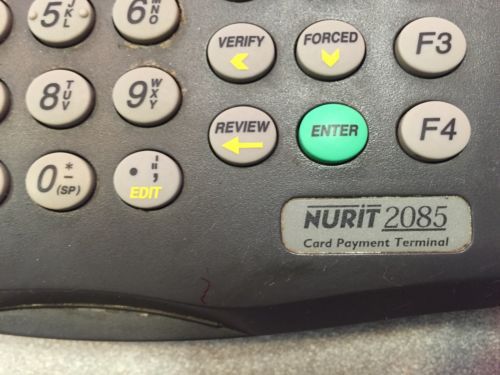 5 JKL
6 MNO
VERIFY
FORCED
F3
8 TUV
9 WXY
REVIEW
ENTER
F4
0 * - (SP)
• " ' ;
EDIT
NURIT 2085
Card Payment Terminal